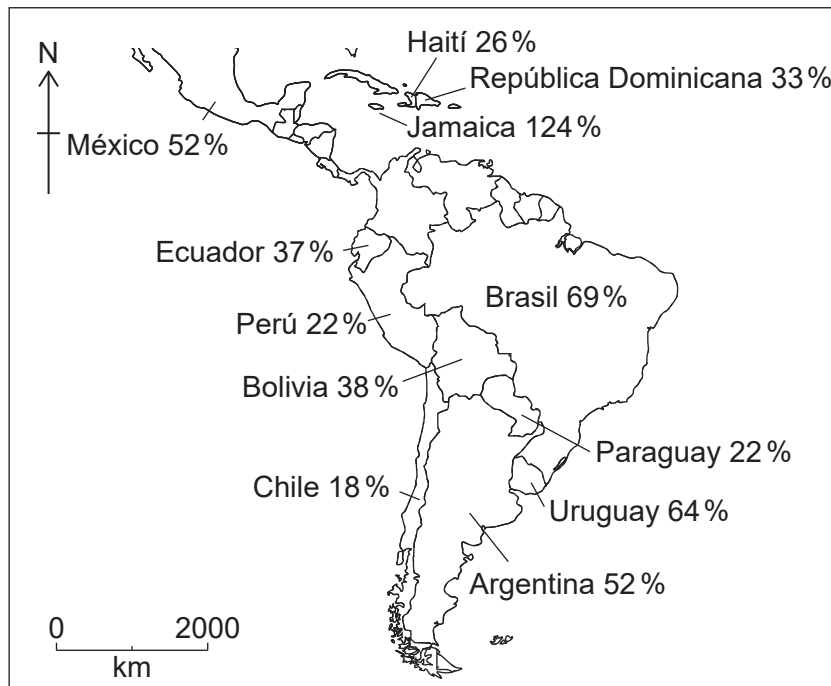 Haití 26 %
N
República Dominicana 33 %
Jamaica 124 %
México 52 %
Ecuador 37 %
Brasil 69 %
Perú 22 %
Bolivia 38 %
Paraguay 22 %
Chile 18 %
Uruguay 64 %
Argentina 52 %
0 2000
km